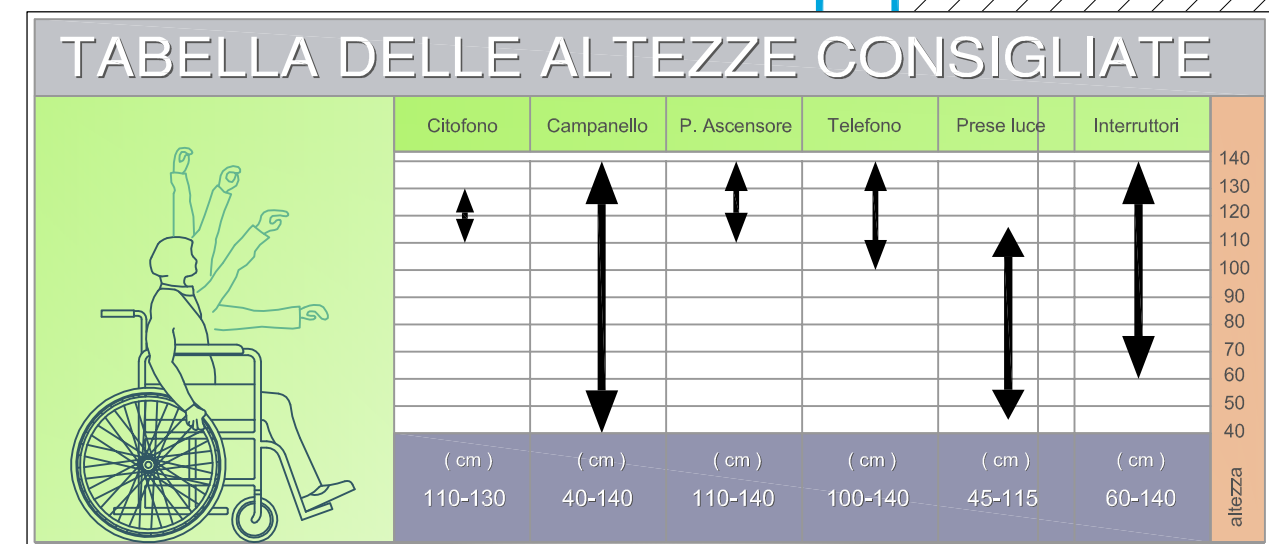 TABELLA DELLE ALTEZZE CONSIGLIATE
Citofono Campanello P. Ascensore Telefono Prese luce Interruttori
140
130
120
110
100
90
80
70
60
50
40
( cm ) ( cm ) ( cm ) ( cm ) ( cm ) ( cm )
110-130 40-140 110-140 100-140 45-115 60-140
altezza